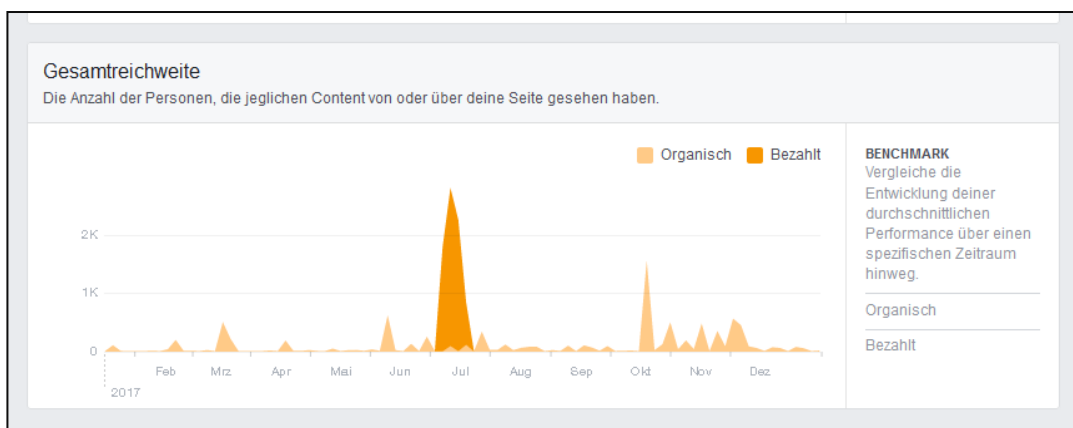 Gesamtreichweite
Die Anzahl der Personen, die jeglichen Content von oder über deine Seite gesehen haben.
Organisch Bezahlt
2K
1K
0
Feb Mrz Apr Mai Jun Jul Aug Sep Okt Nov Dez
2017
BENCHMARK
Vergleiche die
Entwicklung deiner
durchschnittlichen
Performance über einen
spezifischen Zeitraum
hinweg.
Organisch
Bezahlt